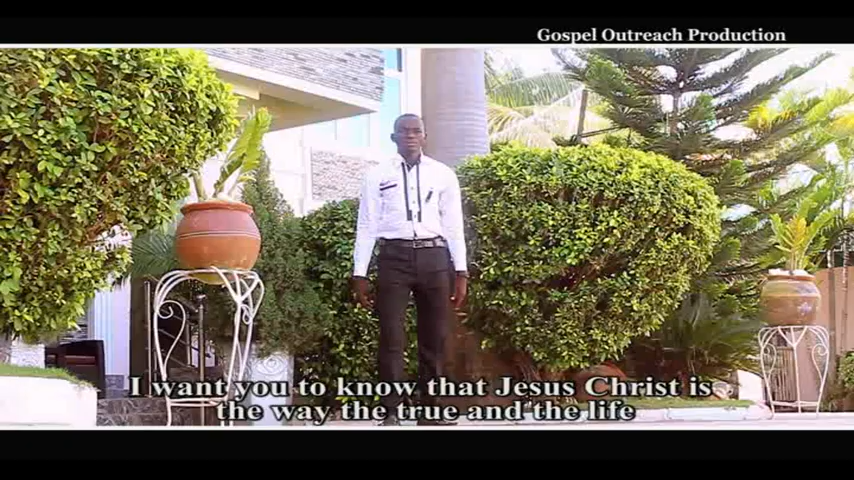 Gospel Outreach Production
I want you to know that Jesus Christ is
the way the true and the life